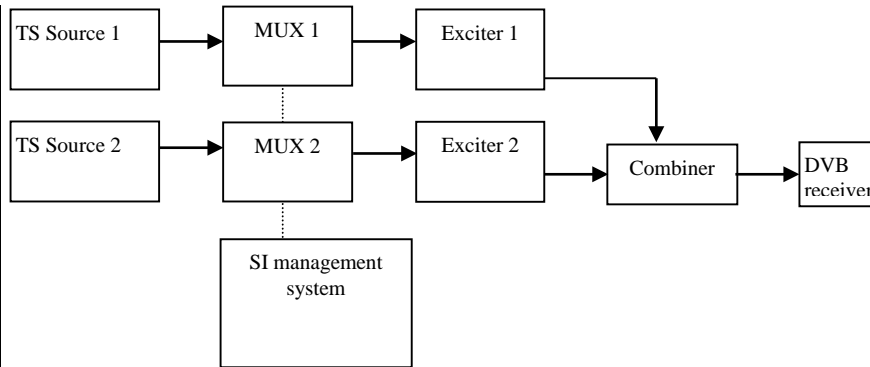 TS Source 1
MUX 1
Exciter 1
TS Source 2
MUX 2
Exciter 2
Combiner
DVB
receiver
SI management
system